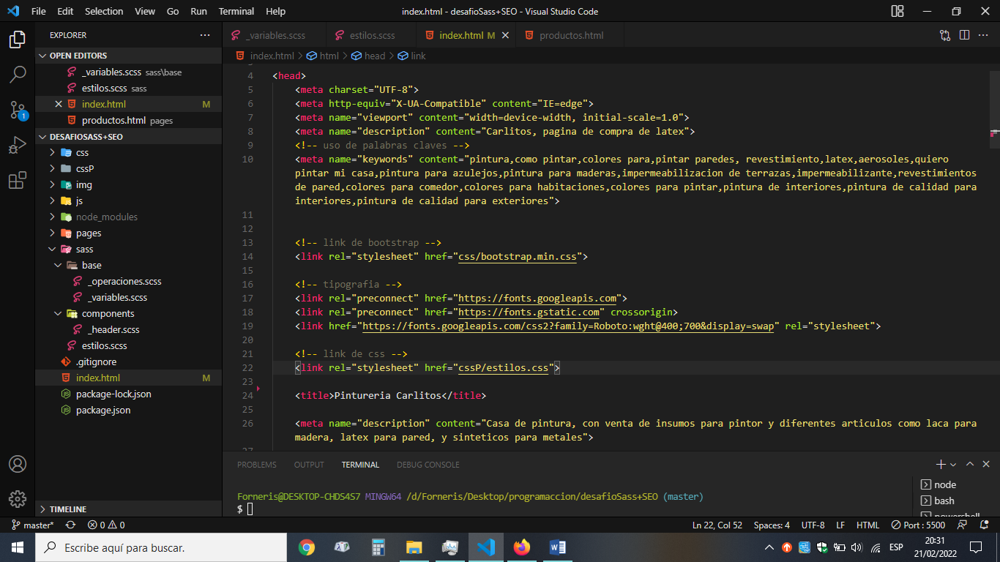 File Edit Selection View Go Run Terminal Help
index.html - desafioSass+SEO - Visual Studio Code
EXPLORER
OPEN EDITORS
_variables.scss sass\base
estilos.scss sass
index.html M
productos.html pages
DESAFIOSASS+SEO
css
cssP
img
js
node_modules
pages
sass
base
_operaciones.scss
_variables.scss
components
_header.scss
estilos.scss
.gitignore
index.html M
package-lock.json
package.json
TIMELINE
1
_variables.scss estilos.scss index.html M productos.html
index.html > html > head > link
4 <head>
5 <meta charset="UTF-8">
6 <meta http-equiv="X-UA-Compatible" content="IE=edge">
7 <meta name="viewport" content="width=device-width, initial-scale=1.0">
8 <meta name="description" content="Carlitos, pagina de compra de latex">
9 <!-- uso de palabras claves -->
10 <meta name="keywords" content="pintura,como pintar,colores para,pintar paredes, revestimiento,latex,aerosoles,quiero
pintar mi casa,pintura para azulejos,pintura para maderas,impermeabilizacion de terrazas,impermeabilizante,revestimientos
de pared,colores para comedor,colores para habitaciones,colores para pintar,pintura de interiores,pintura de calidad para
interiores,pintura de calidad para exteriores">
11
12
13 <!-- link de bootstrap -->
14 <link rel="stylesheet" href="css/bootstrap.min.css">
15
16 <!-- tipografia -->
17 <link rel="preconnect" href="https://fonts.googleapis.com">
18 <link rel="preconnect" href="https://fonts.gstatic.com" crossorigin>
19 <link href="https://fonts.googleapis.com/css2?family=Roboto:wght@400;700&display=swap" rel="stylesheet">
20
21 <!-- link de css -->
22 <link rel="stylesheet" href="cssP/estilos.css">
23
24 <title>Pintureria Carlitos</title>
25
26 <meta name="description" content="Casa de pintura, con venta de insumos para pintor y diferentes articulos como laca para
madera, latex para pared, y sinteticos para metales">
PROBLEMS OUTPUT TERMINAL DEBUG CONSOLE
Forneris@DESKTOP-CHDS4S7 MINGW64 /d/Forneris/Desktop/programaccion/desafioSass+SEO (master)
$
node
bash
powershell
master* 0 0 Ln 22, Col 52 Spaces: 4 UTF-8 LF HTML Port : 5500
Escribe aquí para buscar.
ESP
20:31
21/02/2022